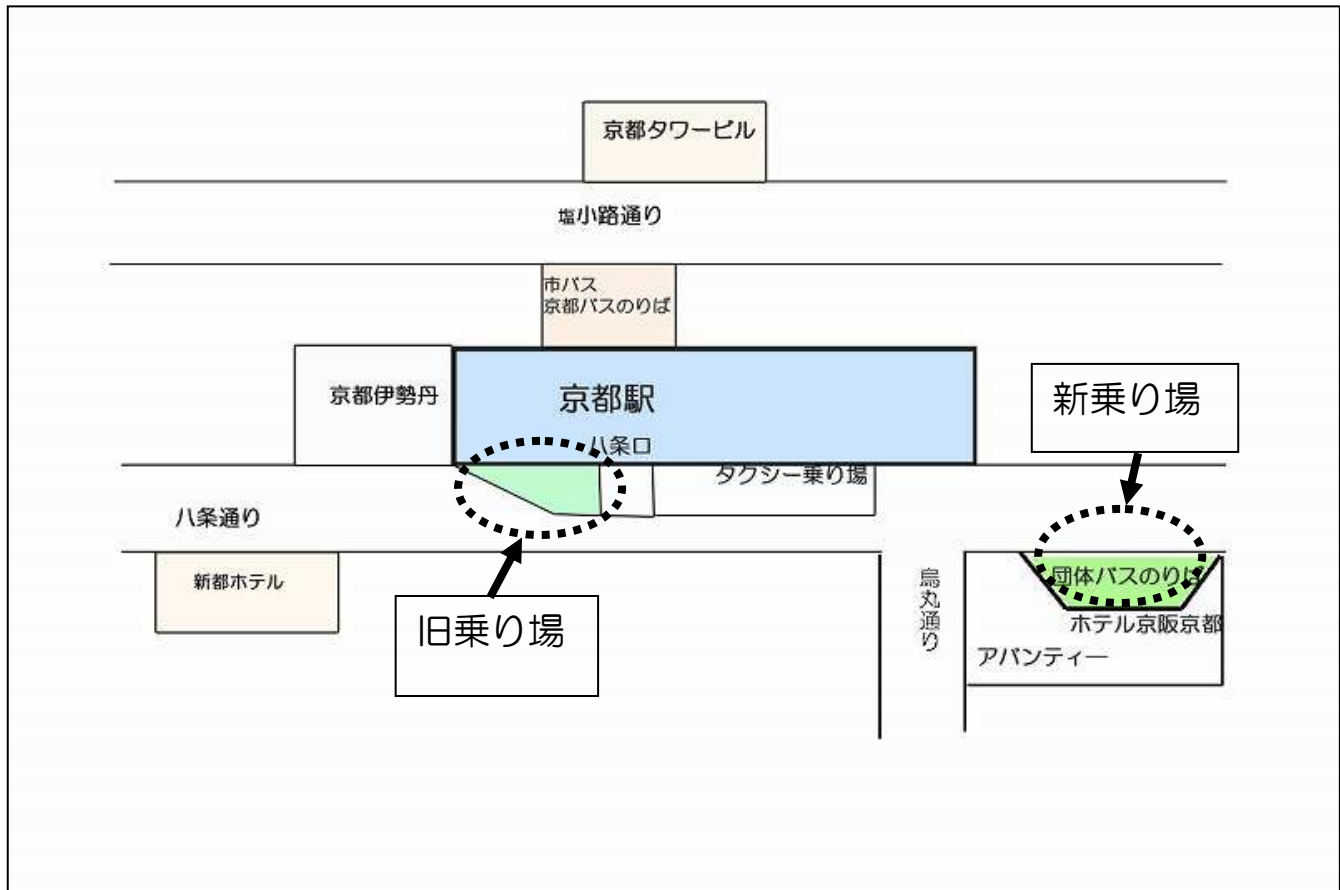 京都タワービル
塩小路通り
市バス
京都バスのりば
京都伊勢丹
京都駅
八条口
新乗り場
タクシー乗り場
八条通り
新都ホテル
旧乗り場
烏丸通り
団体バスのりば
ホテル京阪京都
アバンティー